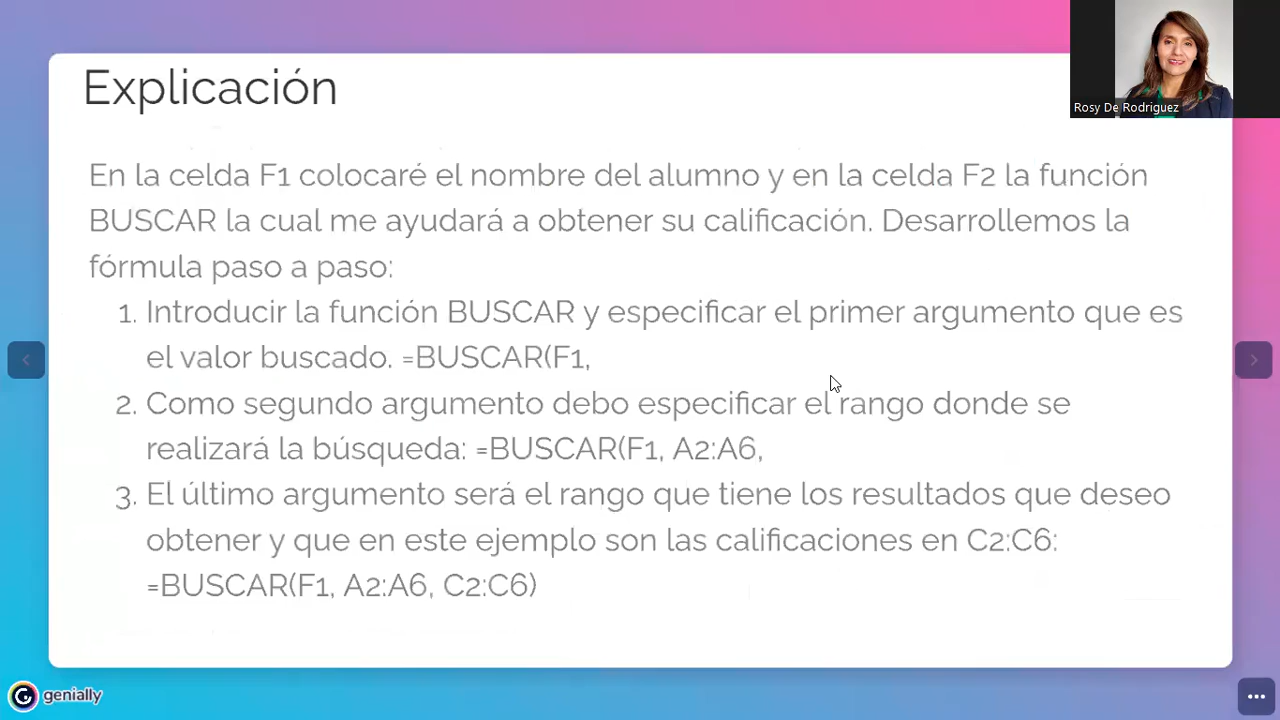 Explicación
Rosy De Rodriguez
En la celda F1 colocaré el nombre del alumno y en la celda F2 la función
BUSCAR la cual me ayudará a obtener su calificación. Desarrollemos la
fórmula paso a paso:
1. Introducir la función BUSCAR y especificar el primer argumento que es
el valor buscado. =BUSCAR(F1,
2. Como segundo argumento debo especificar el rango donde se
realizará la búsqueda: =BUSCAR(F1, A2:A6,
3. El último argumento será el rango que tiene los resultados que deseo
obtener y que en este ejemplo son las calificaciones en C2:C6:
=BUSCAR(F1, A2:A6, C2:C6)
genially